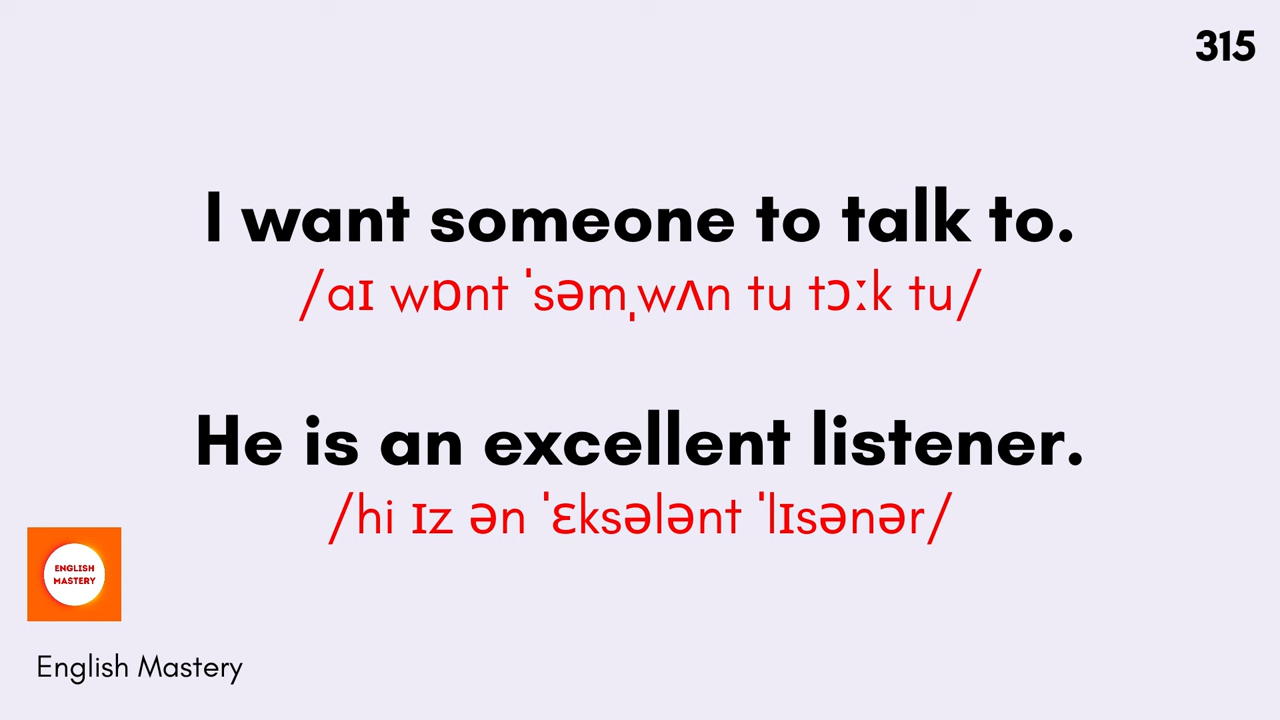 315
I want someone to talk to.
/aɪ wɒnt ˈsəmˌwʌn tu tɔːk tu/
He is an excellent listener.
/hi ɪz ən ˈɛksələnt ˈlɪsənər/
ENGLISH
MASTERY
English Mastery